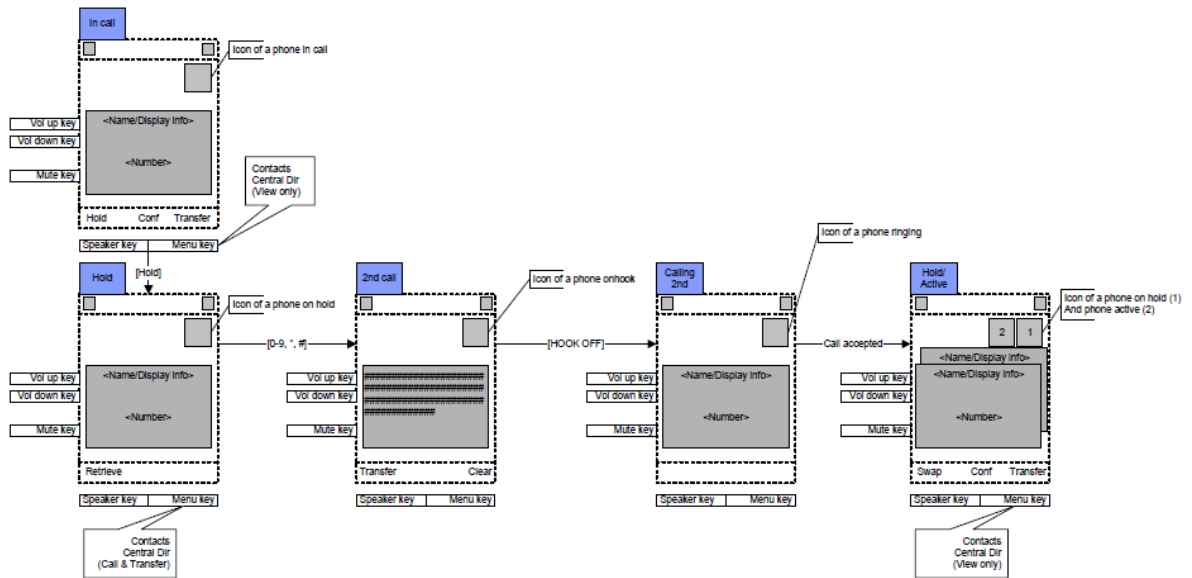 In call
Icon of a phone in call
Vol up key
Vol down key
Mute key
<Name/Display Info>
<Number>
Hold Conf Transfer
Speaker key Menu key
Contacts
Central Dir
(View only)
[Hold]
Hold
Icon of a phone on hold
Vol up key
Vol down key
Mute key
<Name/Display Info>
<Number>
Retrieve
Speaker key Menu key
Contacts
Central Dir
(Call & Transfer)
[0-9, *, #]
2nd call
Icon of a phone onhook
Vol up key
Vol down key
Mute key
########################
########################
########################
##############
Transfer Clear
Speaker key Menu key
[HOOK OFF]
Calling
2nd
Icon of a phone ringing
Vol up key
Vol down key
Mute key
<Name/Display Info>
<Number>
Speaker key Menu key
Call accepted
Hold/
Active
Icon of a phone on hold (1)
And phone active (2)
2 1
<Name/Display Info>
<Name/Display Info>
<Number>
Vol up key
Vol down key
Mute key
Swap Conf Transfer
Speaker key Menu key
Contacts
Central Dir
(View only)